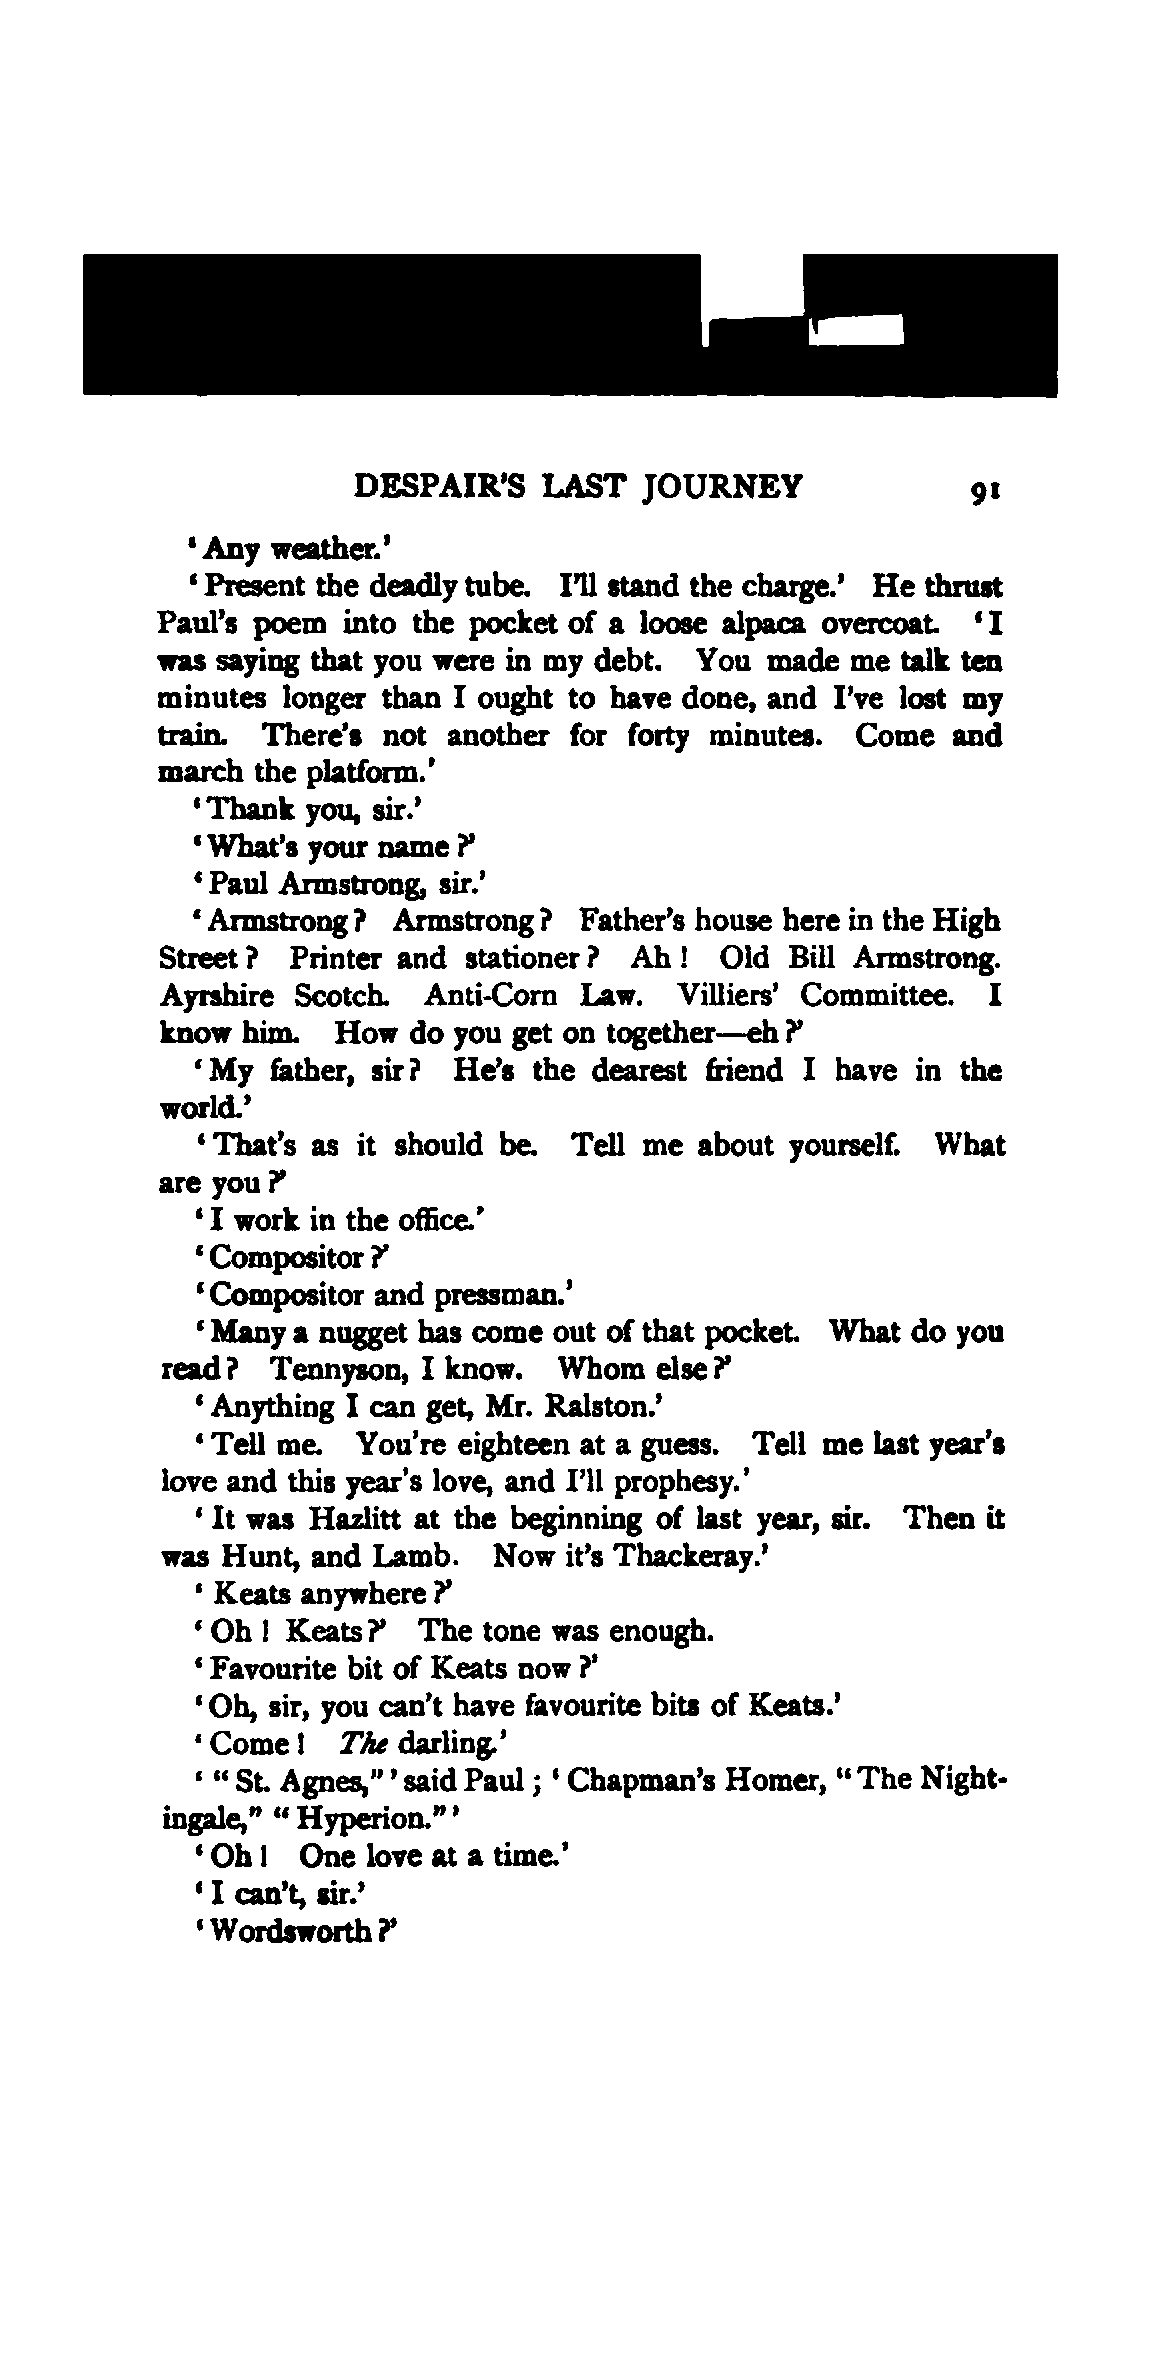 DESPAIR'S LAST JOURNEY 91
'Any weather.'
'Present the deadly tube. I'll stand the charge.' He thrust
Paul's poem into the pocket of a loose alpaca overcoat. 'I
was saying that you were in my debt. You made me talk ten
minutes longer than I ought to have done, and I've lost my
train. There's not another for forty minutes. Come and
march the platform.'
'Thank you, sir.'
'What's your name?'
'Paul Armstrong, sir.'
'Armstrong? Armstrong? Father's house here in the High
Street? Printer and stationer? Ah! Old Bill Armstrong.
Ayrshire Scotch. Anti-Corn Law. Villiers' Committee. I
know him. How do you get on together—eh?'
'My father, sir? He's the dearest friend I have in the
world.'
'That's as it should be. Tell me about yourself. What
are you?'
'I work in the office.'
'Compositor?'
'Compositor and pressman.'
'Many a nugget has come out of that pocket. What do you
read? Tennyson, I know. Whom else?'
'Anything I can get, Mr. Ralston.'
'Tell me. You're eighteen at a guess. Tell me last year's
love and this year's love, and I'll prophesy.'
'It was Hazlitt at the beginning of last year, sir. Then it
was Hunt, and Lamb. Now it's Thackeray.'
'Keats anywhere?'
'Oh! Keats?' The tone was enough.
'Favourite bit of Keats now?'
'Oh, sir, you can't have favourite bits of Keats.'
'Come! The darling.'
'"St. Agnes,"' said Paul; 'Chapman's Homer, "The Night-
ingale," "Hyperion."'
'Oh! One love at a time.'
'I can't, sir.'
'Wordsworth?'